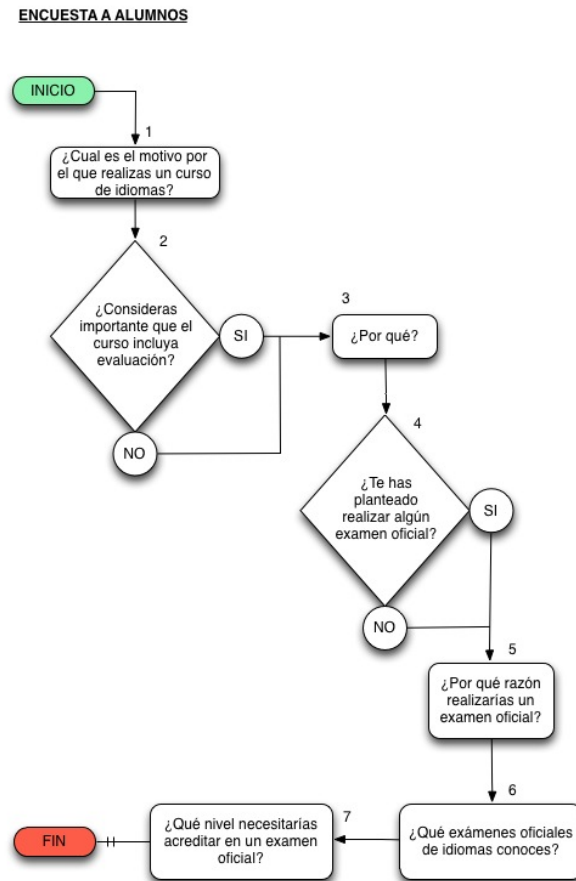 ENCUESTA A ALUMNOS
INICIO
1
¿Cual es el motivo por
el que realizas un curso
de idiomas?
2
¿Consideras
importante que el
curso incluya
evaluación?
SI
NO
3
¿Por qué?
4
¿Te has
planteado
realizar algún
examen oficial?
SI
NO
5
¿Por qué razón
realizarías un
examen oficial?
6
¿Qué exámenes oficiales
de idiomas conoces?
7
¿Qué nivel necesitarías
acreditar en un examen
oficial?
FIN